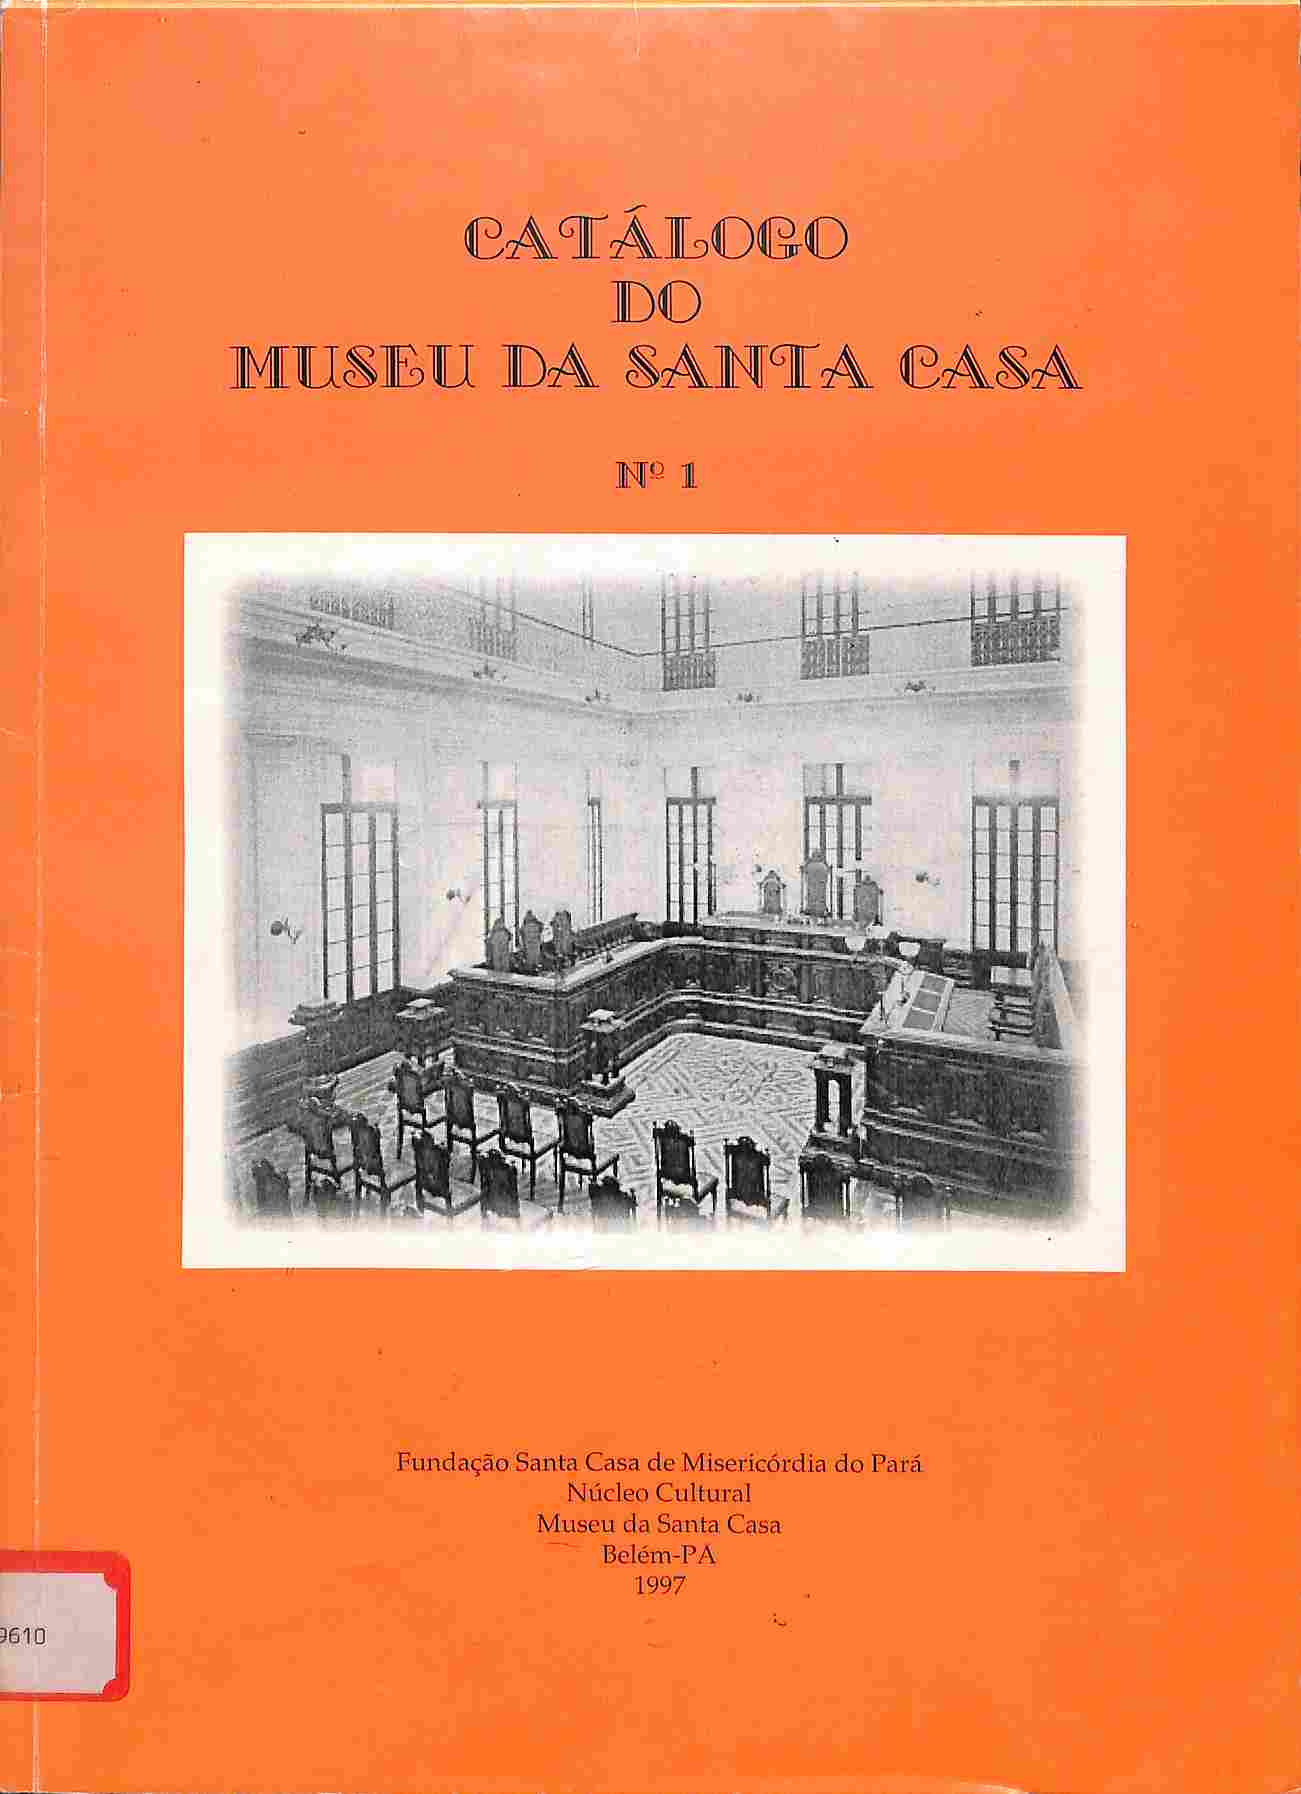 CATÁLOGO
DO
MUSEU DA SANTA CASA
Nº 1
Fundação Santa Casa de Misericórdia do Pará
Núcleo Cultural
Museu da Santa Casa
Belém-PA
1997
9610